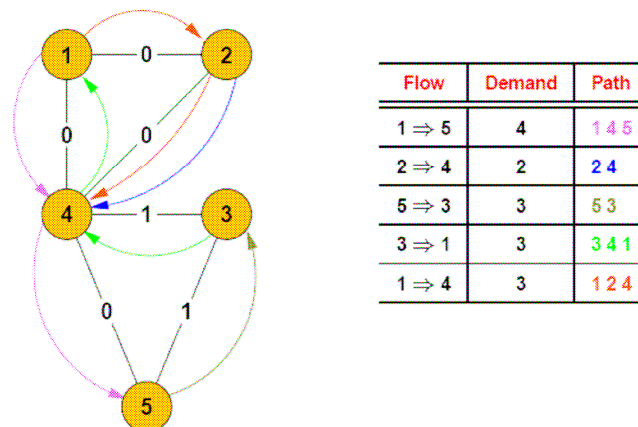 1 0 2
0 0
4 1 3
0 1
5
Flow Demand Path
1 ⇒ 5 4 1 4 5
2 ⇒ 4 2 2 4
5 ⇒ 3 3 5 3
3 ⇒ 1 3 3 4 1
1 ⇒ 4 3 1 2 4